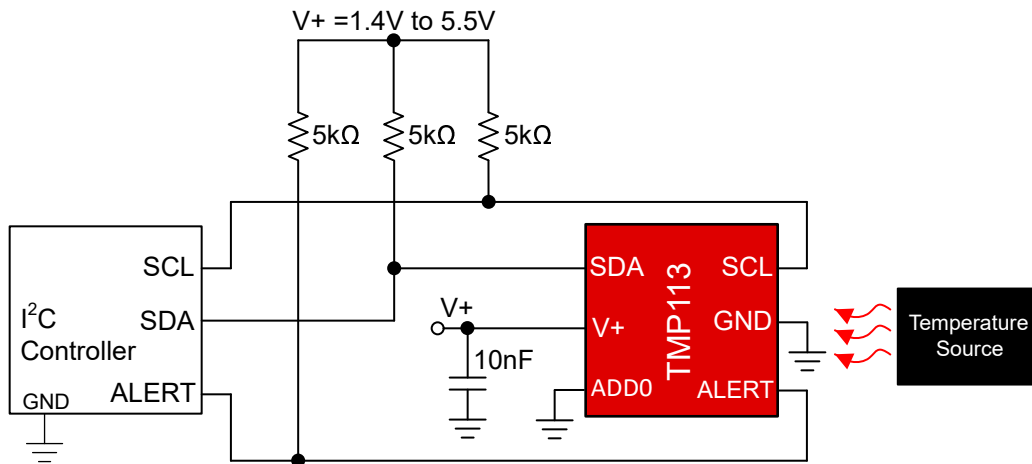 V+ =1.4V to 5.5V
5kΩ
5kΩ
5kΩ
I²C
Controller
SCL
SDA
ALERT
GND
V+
10nF
TMP113
SDA
V+
ADD0
SCL
GND
ALERT
Temperature
Source